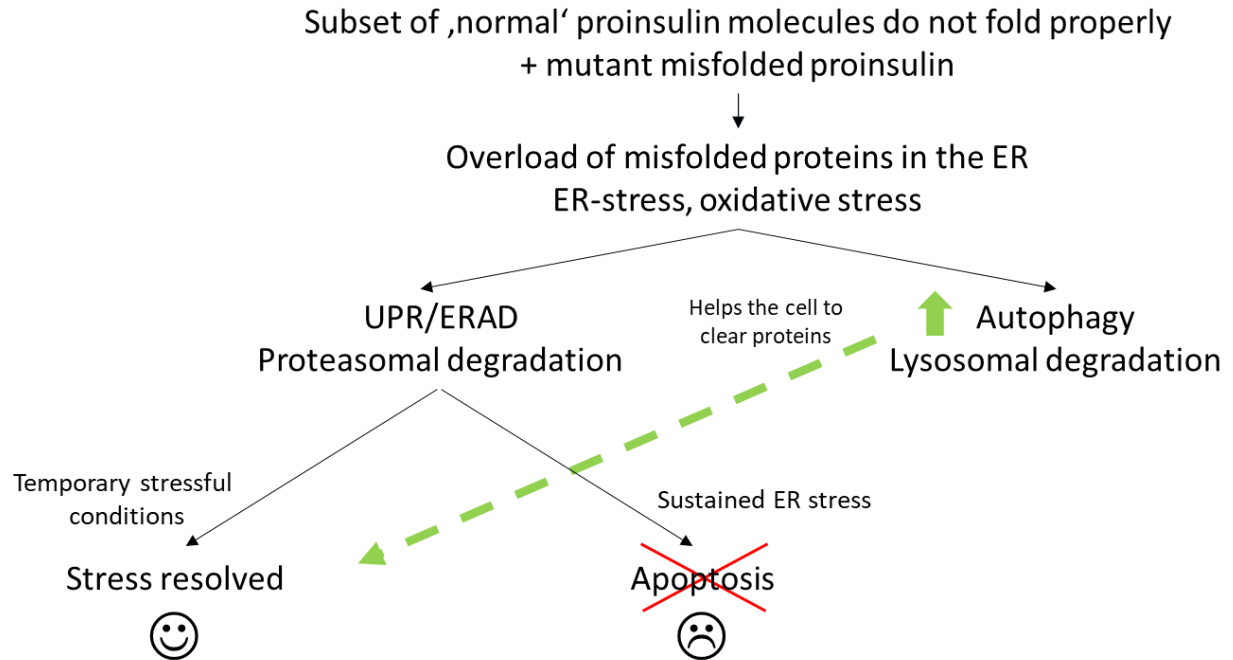 Subset of ‚normal‘ proinsulin molecules do not fold properly
+ mutant misfolded proinsulin
Overload of misfolded proteins in the ER
ER-stress, oxidative stress
UPR/ERAD
Proteasomal degradation
Helps the cell to
clear proteins
Autophagy
Lysosomal degradation
Temporary stressful
conditions
Sustained ER stress
Stress resolved
Apoptosis